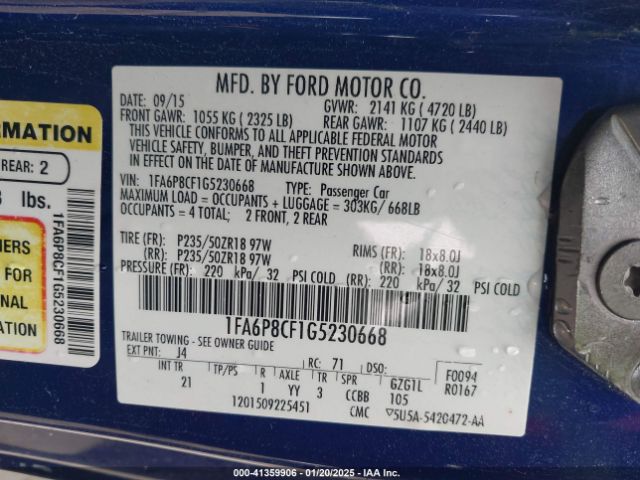 MFD. BY FORD MOTOR CO.
DATE: 09/15 GVWR: 2141 KG ( 4720 LB)
FRONT GAWR: 1055 KG ( 2325 LB) REAR GAWR: 1107 KG ( 2440 LB)
THIS VEHICLE CONFORMS TO ALL APPLICABLE FEDERAL MOTOR
VEHICLE SAFETY, BUMPER, AND THEFT PREVENTION STANDARDS
IN EFFECT ON THE DATE OF MANUFACTURE SHOWN ABOVE.
VIN: 1FA6P8CF1G5230668 TYPE: Passenger Car
MAXIMUM LOAD = OCCUPANTS + LUGGAGE = 303KG/ 668LB
OCCUPANTS = 4 TOTAL; 2 FRONT, 2 REAR
TIRE (FR): P235/50ZR18 97W RIMS (FR): 18x8.0J
(RR): P235/50ZR18 97W (RR): 18x8.0J
PRESSURE (FR): 220 kPa/ 32 PSI COLD (RR): 220 kPa/ 32 PSI COLD
1FA6P8CF1G5230668
TRAILER TOWING - SEE OWNER GUIDE
EXT PNT: J4 RC: 71 DSO: F0094
INT TR TP/PS R AXLE TR SPR GZG1L R0167
21 1 YY 3 CCBB 105
1201509225451 CMC 5U5A-5420472-AA
ORMATION
REAR: 2
lbs.
1FA6P8CF1G5230668
FOR
ONAL
000-41359906 - 01/20/2025 - IAA Inc.